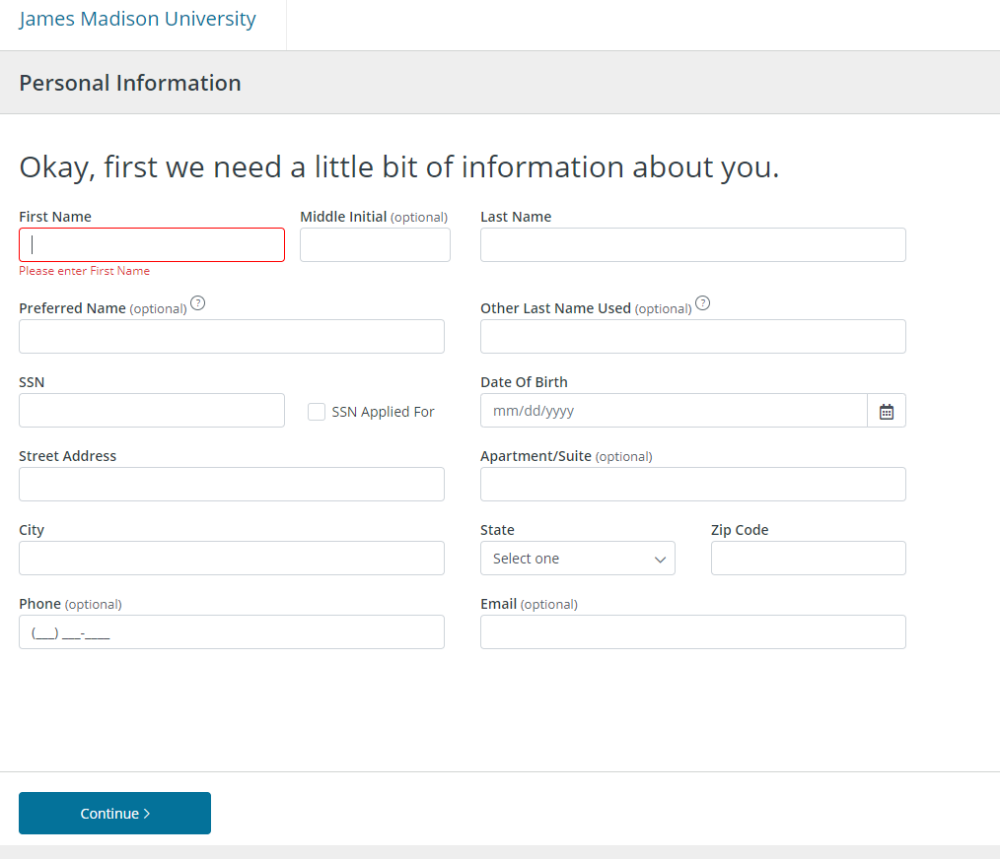 James Madison University
Personal Information
Okay, first we need a little bit of information about you.
First Name
Middle Initial (optional)
Last Name
Please enter First Name
Preferred Name (optional) ?
Other Last Name Used (optional) ?
SSN
SSN Applied For
Date Of Birth
mm/dd/yyyy
Street Address
Apartment/Suite (optional)
City
State
Select one
Zip Code
Phone (optional)
(___) ___-____
Email (optional)
Continue >